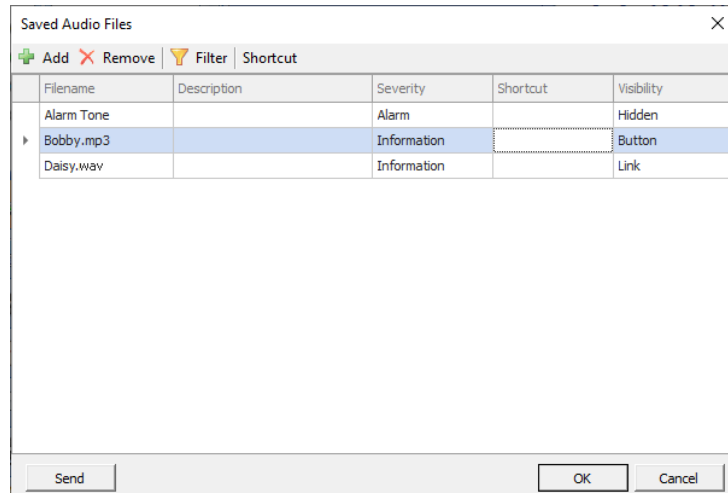 Saved Audio Files
Add Remove Filter Shortcut
Filename Description Severity Shortcut Visibility
Alarm Tone Alarm Hidden
Bobby.mp3 Information Button
Daisy.wav Information Link
Send OK Cancel